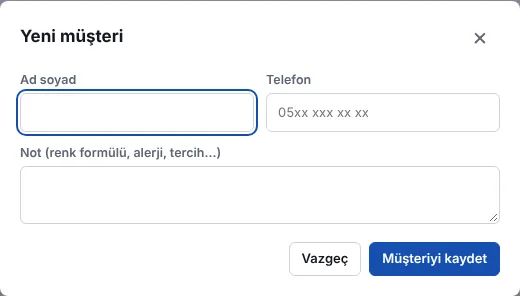 Yeni müşteri
Ad soyad
Telefon
05xx xxx xx xx
Not (renk formülü, alerji, tercih...)
Vazgeç
Müşteriyi kaydet